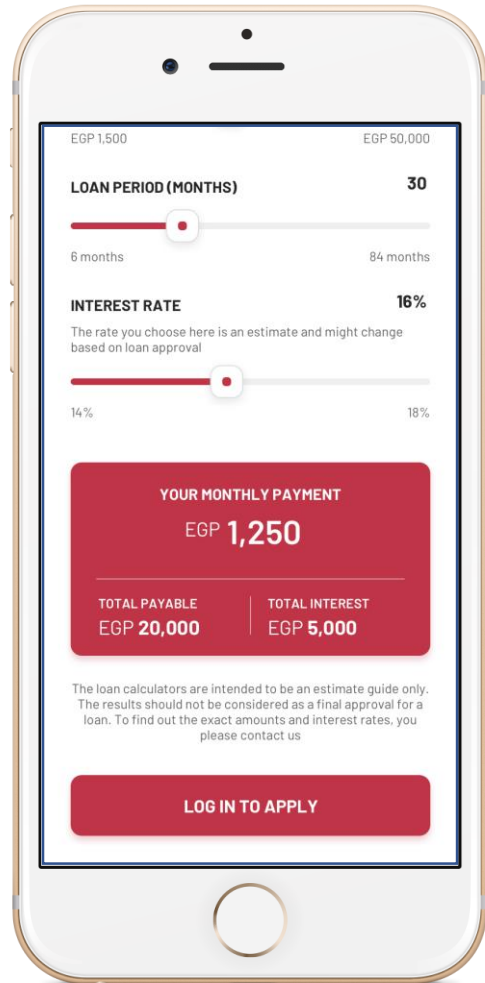 EGP 1,500 EGP 50,000
LOAN PERIOD (MONTHS) 30
6 months 84 months
INTEREST RATE 16%
The rate you choose here is an estimate and might change
based on loan approval
14% 18%
YOUR MONTHLY PAYMENT
EGP 1,250
TOTAL PAYABLE TOTAL INTEREST
EGP 20,000 EGP 5,000
The loan calculators are intended to be an estimate guide only.
The results should not be considered as a final approval for a
loan. To find out the exact amounts and interest rates, you
please contact us
LOG IN TO APPLY